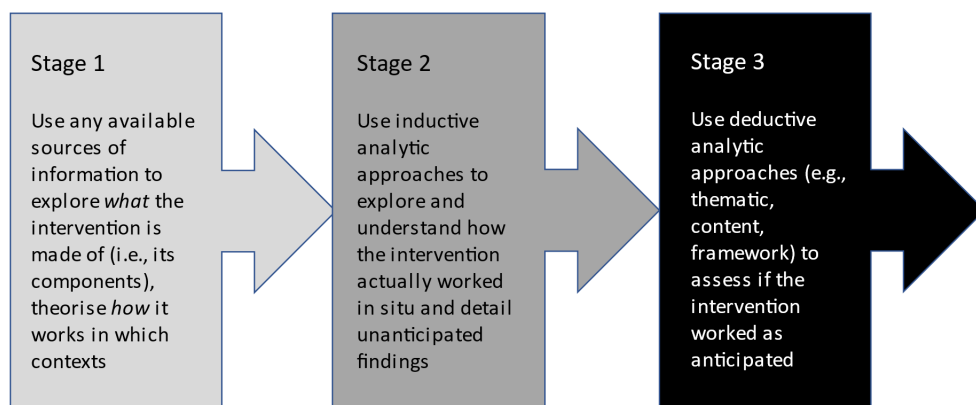 Stage 1
Use any available
sources of
information to
explore what the
intervention is
made of (i.e., its
components),
theorise how it
works in which
contexts
Stage 2
Use inductive
analytic
approaches to
explore and
understand how
the intervention
actually worked
in situ and detail
unanticipated
findings
Stage 3
Use deductive
analytic
approaches (e.g.,
thematic,
content,
framework) to
assess if the
intervention
worked as
anticipated